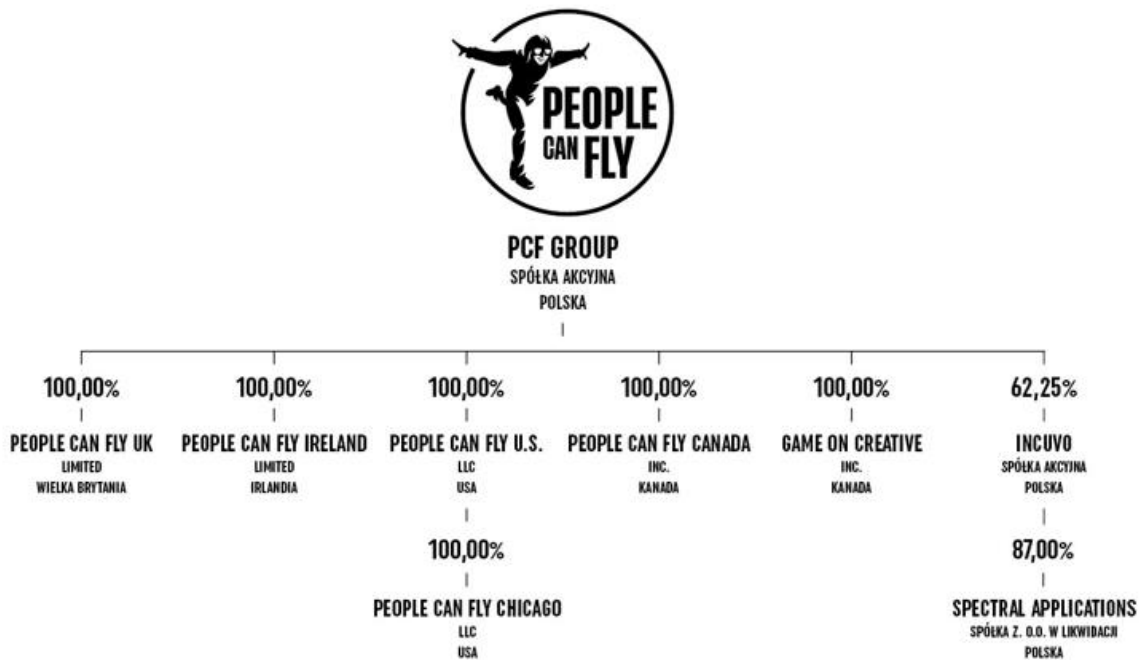 PEOPLE
CAN FLY
PCF GROUP
SPÓŁKA AKCYJNA
POLSKA
100,00%
100,00%
100,00%
100,00%
100,00%
62,25%
PEOPLE CAN FLY UK
LIMITED
WIELKA BRYTANIA
PEOPLE CAN FLY IRELAND
LIMITED
IRLANDIA
PEOPLE CAN FLY U.S.
LLC
USA
PEOPLE CAN FLY CANADA
INC.
KANADA
GAME ON CREATIVE
INC.
KANADA
INCUVO
SPÓŁKA AKCYJNA
POLSKA
100,00%
87,00%
PEOPLE CAN FLY CHICAGO
LLC
USA
SPECTRAL APPLICATIONS
SPÓŁKA Z. O.O. W LIKWIDACJI
POLSKA